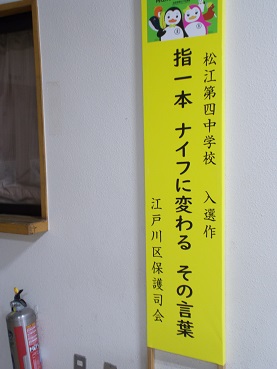 松江第四中学校 入選作
指一本 ナイフに変わる その言葉
江戸川区保護司会